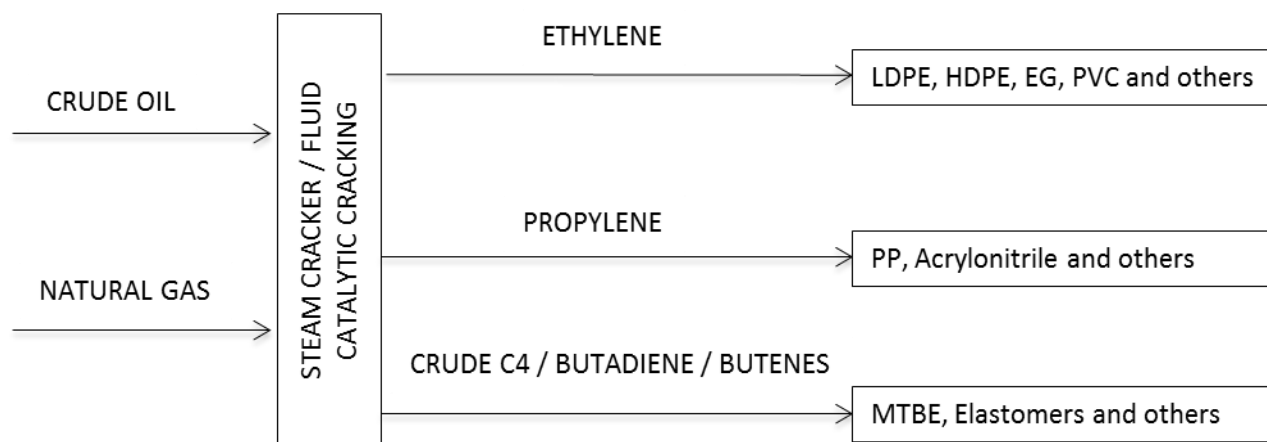 CRUDE OIL
NATURAL GAS
STEAM CRACKER / FLUID
CATALYTIC CRACKING
ETHYLENE
LDPE, HDPE, EG, PVC and others
PROPYLENE
PP, Acrylonitrile and others
CRUDE C4 / BUTADIENE / BUTENES
MTBE, Elastomers and others